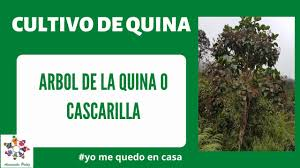 CULTIVO DE QUINA
ARBOL DE LA QUINA O
CASCARILLA
#yo me quedo en casa